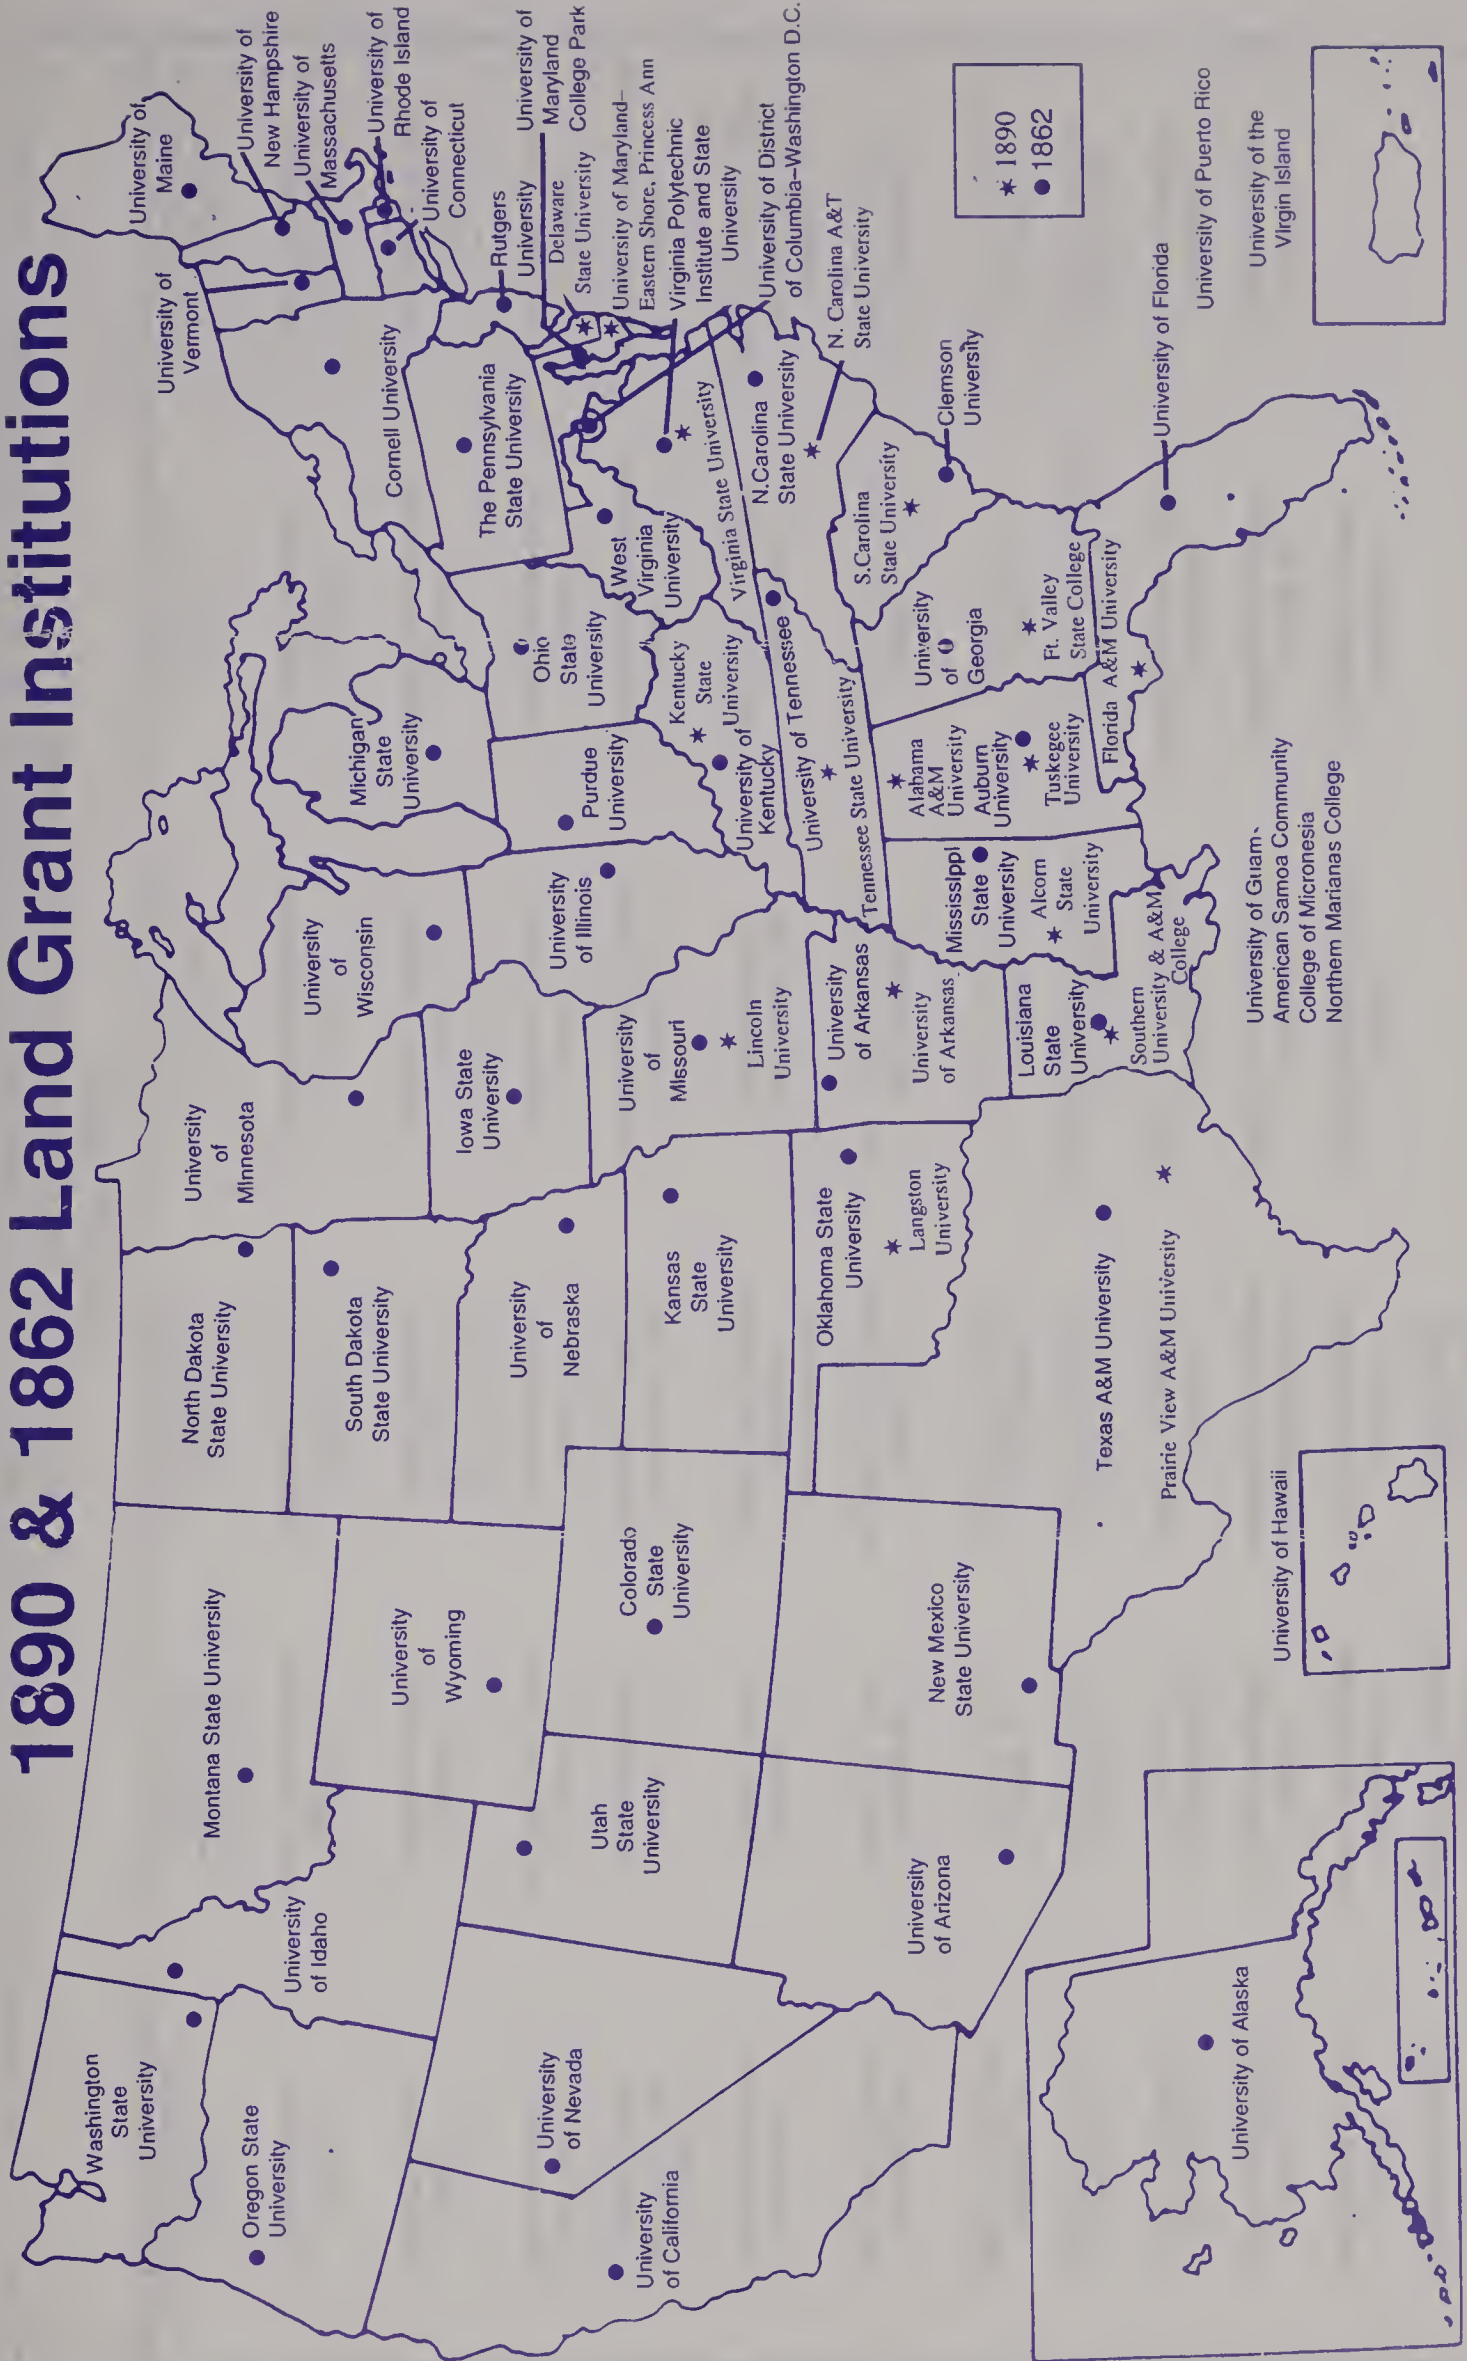 1890 & 1862 Land Grant Institutions
Washington
State
University
Oregon State
University
University
of California
University
of Nevada
University
of Idaho
Montana State University
University
of
Wyoming
Utah
State
University
Colorado
State
University
University
of Arizona
New Mexico
State University
North Dakota
State University
South Dakota
State University
University
of
Nebraska
Kansas
State
University
Oklahoma State
University
Langston
University
Texas A&M University
Prairie View A&M University
University
of
Minnesota
Iowa State
University
University
of
Missouri
Lincoln
University
University
of Arkansas
University
of Arkansas
Louisiana
State
University
Southern
University & A&M
College
University
of
Wisconsin
University
of Illinois
Michigan
State
University
Purdue
University
Ohio
State
University
Kentucky
State
University
University of
Kentucky
University of Tennessee
Tennessee State University
Mississippi
State
University
Alcorn
State
University
Alabama
A&M
University
Auburn
University
Tuskegee
University
University
of
Georgia
Ft. Valley
State College
Florida A&M University
University of Florida
S.Carolina
State University
Clemson
University
N.Carolina
State University
N. Carolina A&T
State University
Virginia State University
West
Virginia
University
Virginia Polytechnic
Institute and State
University
University of District
of Columbia-Washington D.C.
University of Maryland-
Eastern Shore, Princess Ann
Delaware
State University
University of
Maryland
College Park
Rutgers
University
The Pennsylvania
State University
Cornell University
University of
Vermont
University of
Maine
University of
New Hampshire
University of
Massachusetts
University of
Rhode Island
University of
Connecticut
1890
1862
University of Puerto Rico
University of the
VIrgin Island
University of Guam
American Samoa Community
College of Micronesia
Northern Marianas College
University of Hawaii
University of Alaska